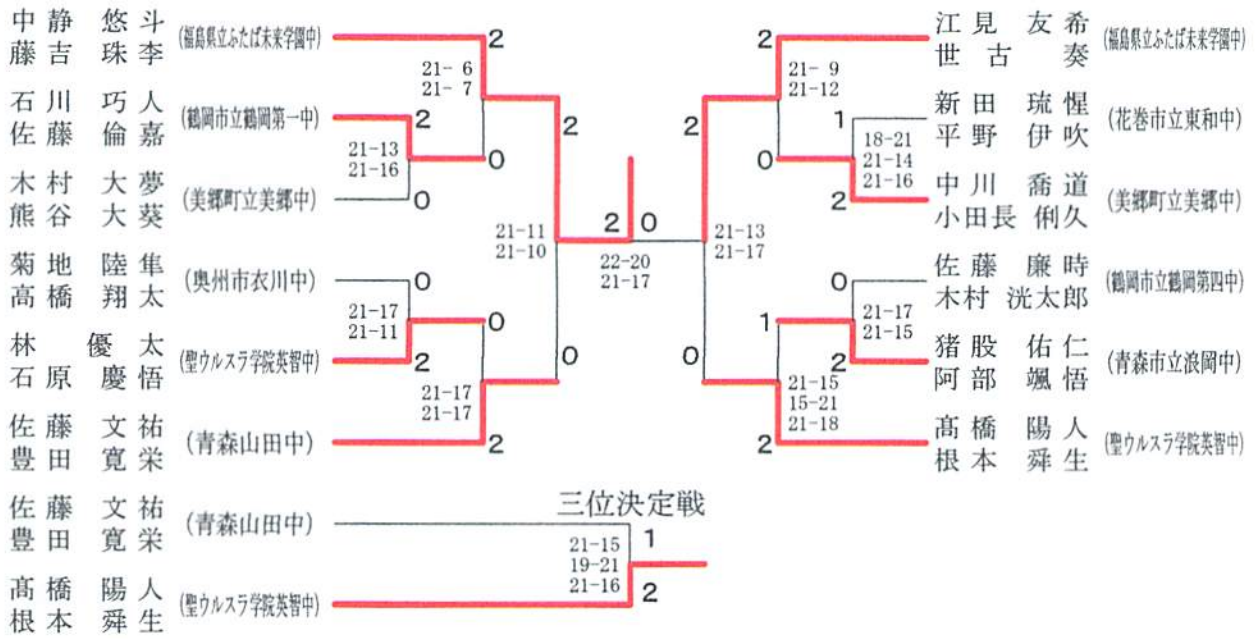 中静 悠斗
藤吉 珠李
(福島県立ふたば未来学園中)
2
21- 6
21- 7
石川 巧人
佐藤 倫嘉
(鶴岡市立鶴岡第一中)
2
0
21-13
21-16
木村 大夢
熊谷 大葵
(美郷町立美郷中)
0
2
21-11
21-10
菊地 陸隼
高橋 翔太
(奥州市衣川中)
0
0
21-17
21-11
林 優太
石原 慶悟
(聖ウルスラ学院英智中)
2
0
21-17
21-17
佐藤 文祐
豊田 寛栄
(青森山田中)
2
2 0
22-20
21-17
江見 友希
世古 奏
(福島県立ふたば未来学園中)
2
21- 9
21-12
新田 琉惺
平野 伊吹
(花巻市立東和中)
1
2
0
18-21
21-14
21-16
中川 喬道
小田長 俐久
(美郷町立美郷中)
2
21-13
21-17
佐藤 廉時
木村 洸太郎
(鶴岡市立鶴岡第四中)
0
1
21-17
21-15
猪股 佑仁
阿部 颯悟
(青森市立浪岡中)
2
0
21-15
15-21
21-18
髙橋 陽人
根本 舜生
(聖ウルスラ学院英智中)
2
三位決定戦
佐藤 文祐
豊田 寛栄
(青森山田中)
1
21-15
19-21
21-16
髙橋 陽人
根本 舜生
(聖ウルスラ学院英智中)
2